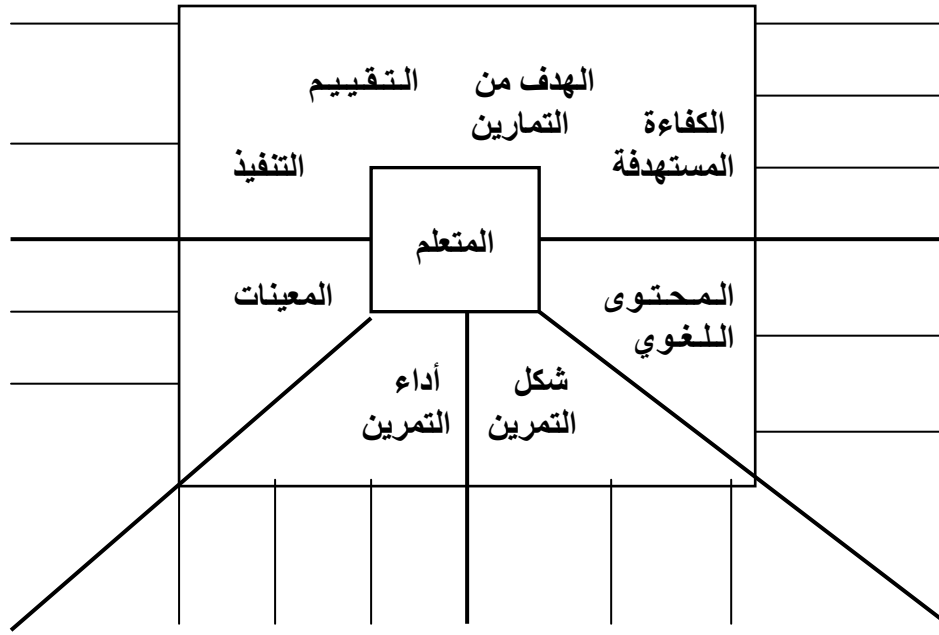 الهدف من
التمارين
التقييم
الكفاءة
المستهدفة
التنفيذ
المتعلم
المحتوى
اللغوي
المعينات
شكل
التمرين
أداء
التمرين